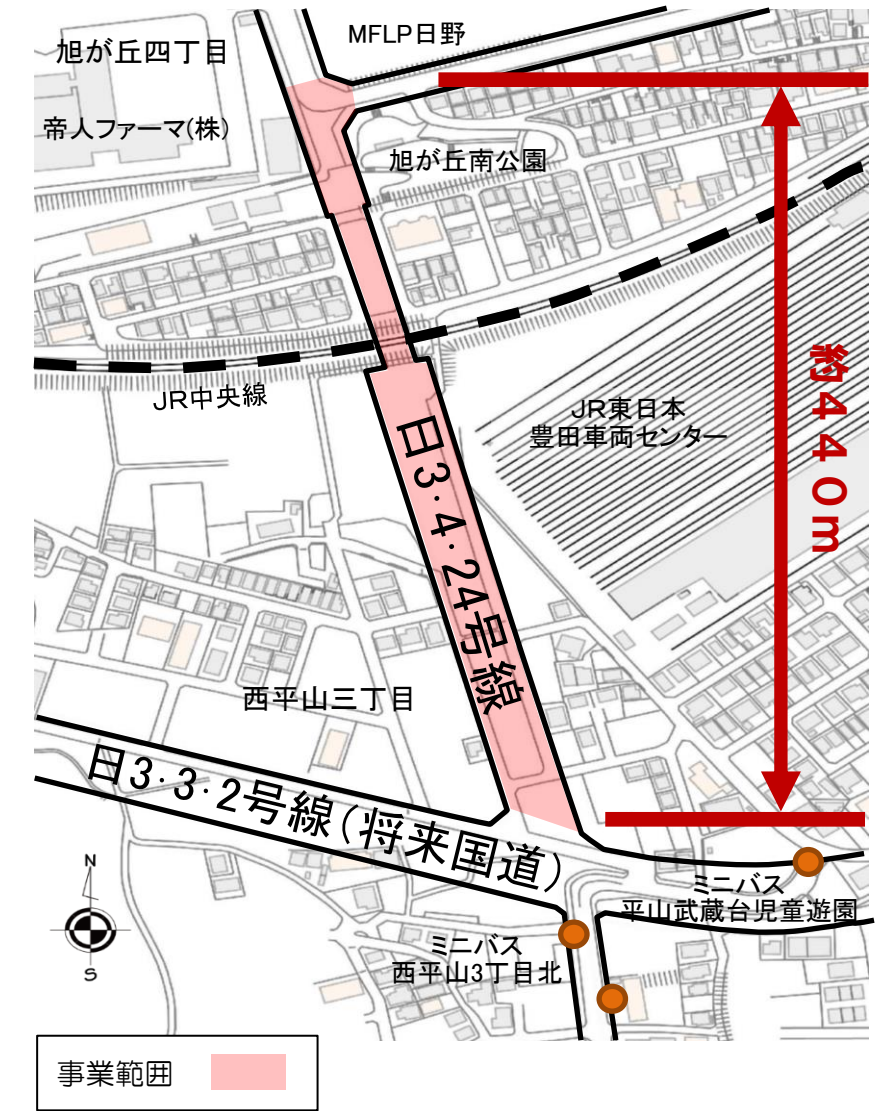 MFLP日野
旭が丘四丁目
帝人ファーマ(株)
旭が丘南公園
JR中央線
JR東日本
豊田車両センター
約440m
日3・4・24号線
西平山三丁目
日3・3・2号線(将来国道)
ミニバス
平山武蔵台児童遊園
ミニバス
西平山3丁目北
N
S
事業範囲